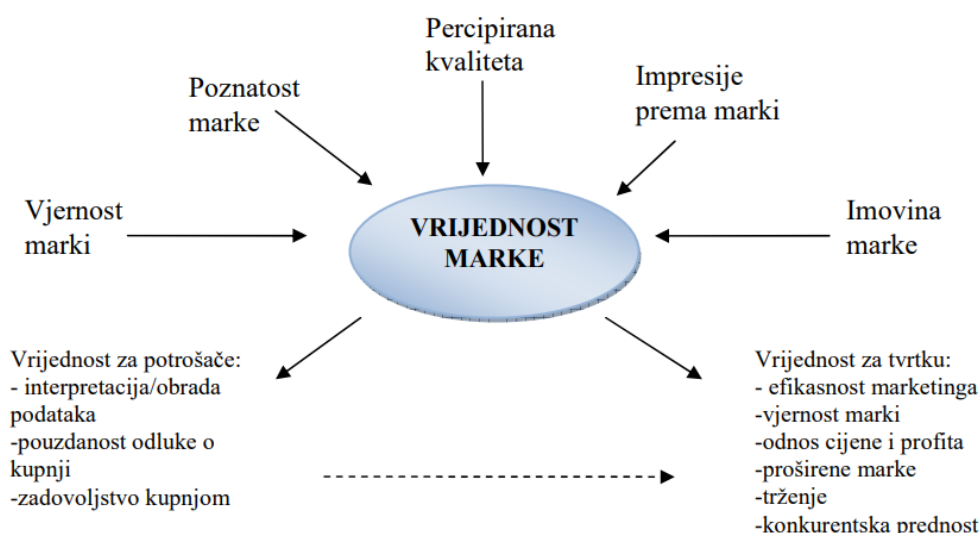 Percipirana
kvaliteta
Poznatost
marke
Impresije
prema marki
Vjernost
marki
VRIJEDNOST
MARKE
Imovina
marke
Vrijednost za potrošače:
- interpretacija/obrada
podataka
-pouzdanost odluke o
kupnji
-zadovoljstvo kupnjom
Vrijednost za tvrtku:
- efikasnost marketinga
-vjernost marki
-odnos cijene i profita
-proširene marke
-trženje
-konkurentska prednost